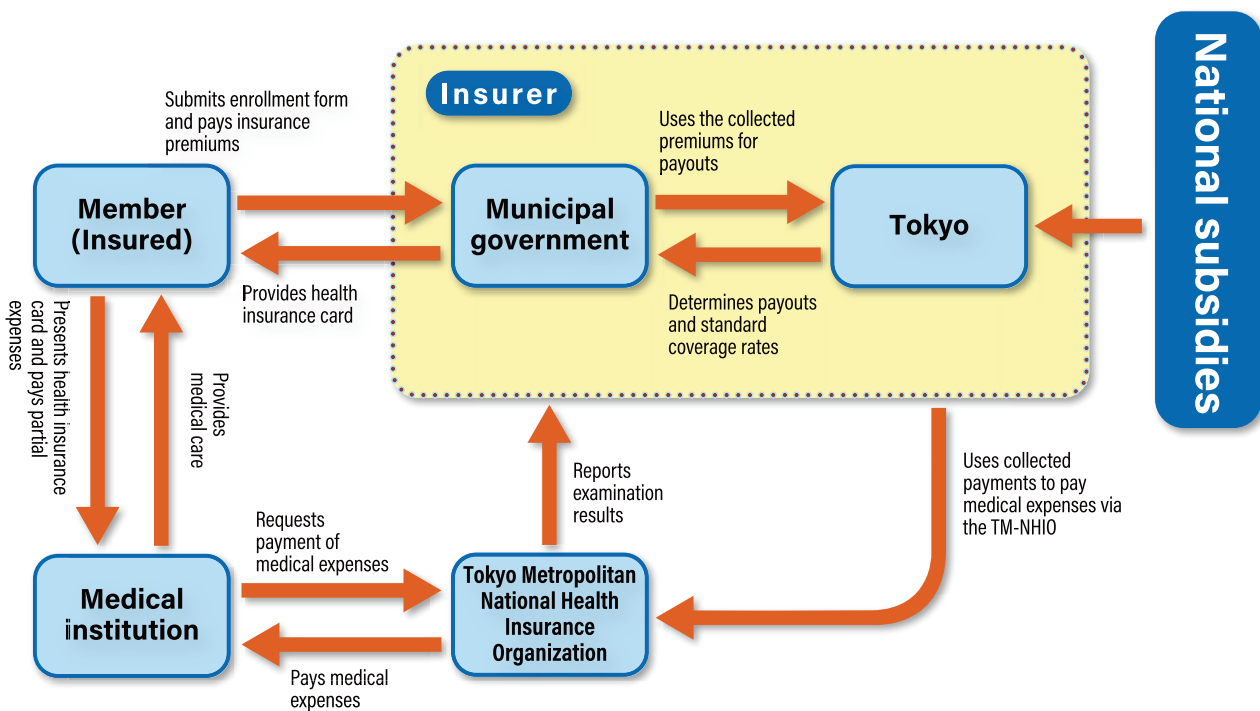 National subsidies
Insurer
Submits enrollment form
and pays insurance
premiums
Uses the collected
premiums for
payouts
Member
(Insured)
Municipal
government
Tokyo
Provides health
insurance card
Determines payouts
and standard
coverage rates
Presents health insurance
card and pays partial
expenses
Provides
medical care
Reports
examination
results
Uses collected
payments to pay
medical expenses via
the TM-NHIO
Requests
payment of
medical expenses
Medical
institution
Tokyo Metropolitan
National Health
Insurance
Organization
Pays medical
expenses